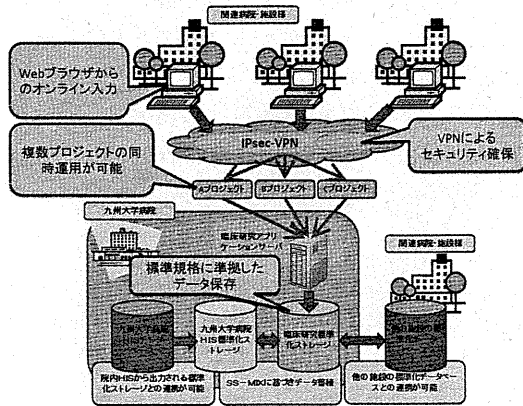 関連病院・施設様
Webブラウザから
のオンライン入力
IPsec-VPN
VPNによる
セキュリティ確保
複数プロジェクトの同
時運用が可能
Aプロジェクト
Bプロジェクト
Cプロジェクト
九州大学病院
臨床研究アプリ
ケーションサーバ
関連病院・施設様
標準規格に準拠した
データ保存
九州大学病院
九州大学病院
HIS標準化ス
トレージ
臨床研究標準
化ストレージ
院内HISから出力される標準
化ストレージとの連携が可能
SS-MIXに基づきデータ蓄積
他の施設の標準化データベ
ースとの連携が可能